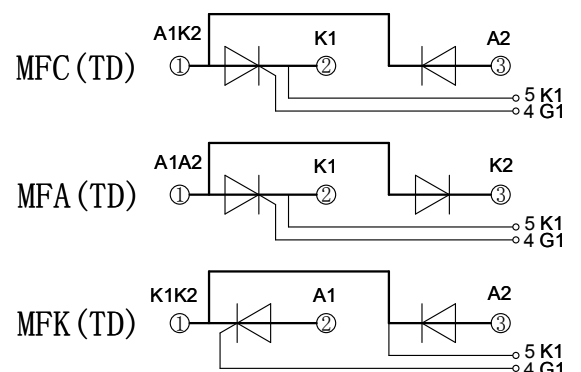 A1K2 K1 A2
MFC(TD) ① ② ③
5 K1
4 G1
A1A2 K1 K2
MFA(TD) ① ② ③
5 K1
4 G1
K1K2 A1 A2
MFK(TD) ① ② ③
5 K1
4 G1